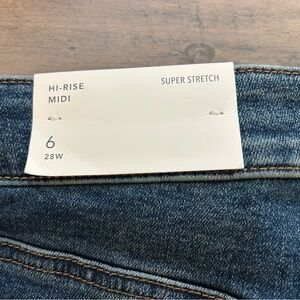 HI-RISE
MIDI
SUPER STRETCH
6
28W